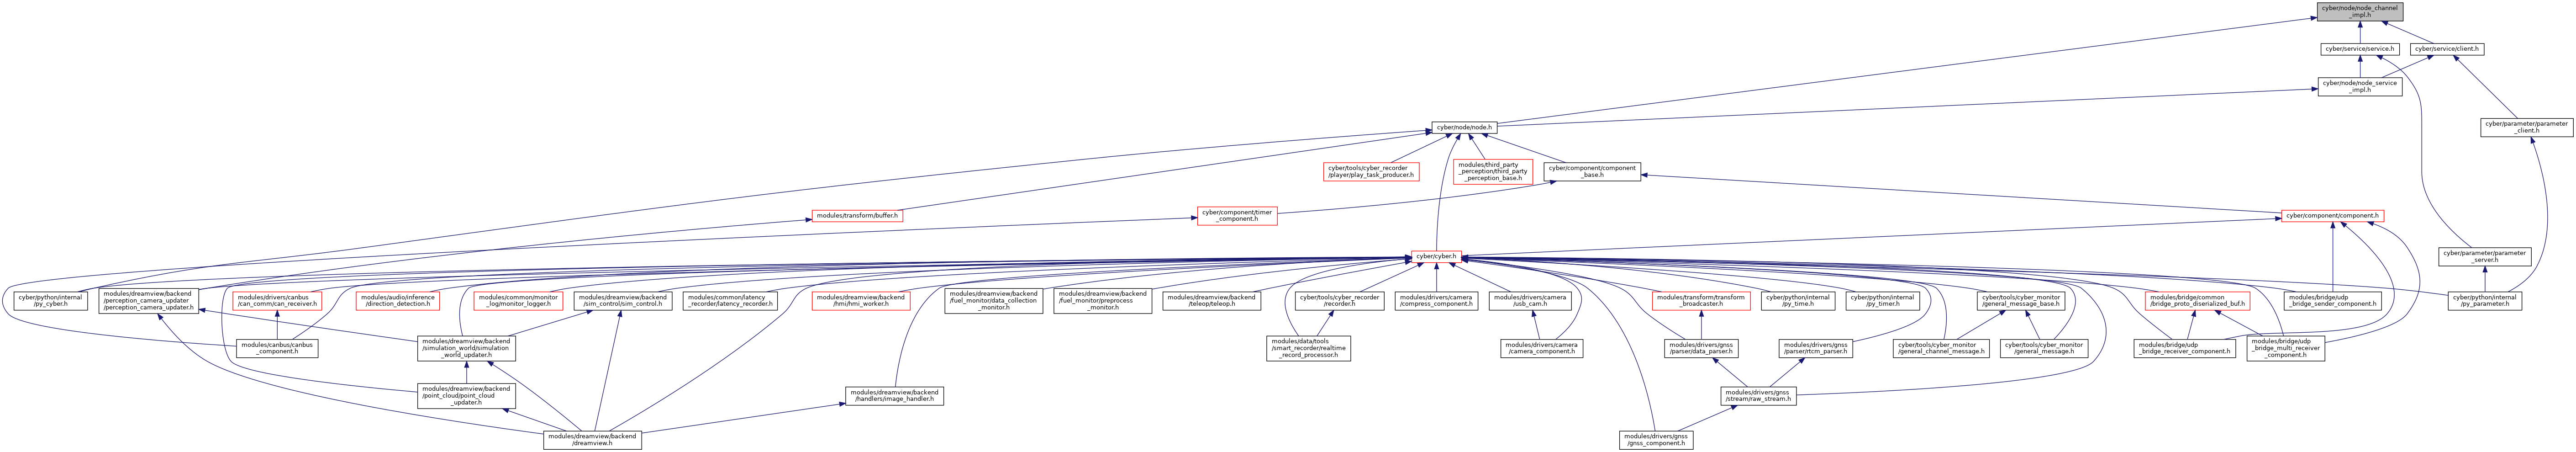 cyber/node/node_channel
_impl.h
cyber/service/service.h
cyber/service/client.h
cyber/node/node_service
_impl.h
cyber/node/node.h
cyber/parameter/parameter
_client.h
cyber/tools/cyber_recorder
/player/play_task_producer.h
modules/third_party
_perception/third_party
_perception_base.h
cyber/component/component
_base.h
modules/transform/buffer.h
cyber/component/timer
_component.h
cyber/component/component.h
cyber/cyber.h
cyber/parameter/parameter
_server.h
cyber/python/internal
/py_cyber.h
modules/dreamview/backend
/perception_camera_updater
/perception_camera_updater.h
modules/drivers/canbus
/can_comm/can_receiver.h
modules/audio/inference
/direction_detection.h
modules/common/monitor
_log/monitor_logger.h
modules/dreamview/backend
/sim_control/sim_control.h
modules/common/latency
_recorder/latency_recorder.h
modules/dreamview/backend
/hmi/hmi_worker.h
modules/dreamview/backend
/fuel_monitor/data_collection
_monitor.h
modules/dreamview/backend
/fuel_monitor/preprocess
_monitor.h
modules/dreamview/backend
/teleop/teleop.h
cyber/tools/cyber_recorder
/recorder.h
modules/drivers/camera
/compress_component.h
modules/drivers/camera
/usb_cam.h
modules/transform/transform
_broadcaster.h
cyber/python/internal
/py_time.h
cyber/python/internal
/py_timer.h
cyber/tools/cyber_monitor
/general_message_base.h
modules/bridge/common
/bridge_proto_diserialized_buf.h
modules/bridge/udp
_bridge_sender_component.h
cyber/python/internal
/py_parameter.h
modules/canbus/canbus
_component.h
modules/dreamview/backend
/simulation_world/simulation
_world_updater.h
modules/data/tools
/smart_recorder/realtime
_record_processor.h
modules/drivers/camera
/camera_component.h
modules/drivers/gnss
/parser/data_parser.h
modules/drivers/gnss
/parser/rtcm_parser.h
cyber/tools/cyber_monitor
/general_channel_message.h
cyber/tools/cyber_monitor
/general_message.h
modules/bridge/udp
_bridge_receiver_component.h
modules/bridge/udp
_bridge_multi_receiver
_component.h
modules/dreamview/backend
/point_cloud/point_cloud
_updater.h
modules/dreamview/backend
/handlers/image_handler.h
modules/drivers/gnss
/stream/raw_stream.h
modules/dreamview/backend
/dreamview.h
modules/drivers/gnss
/gnss_component.h